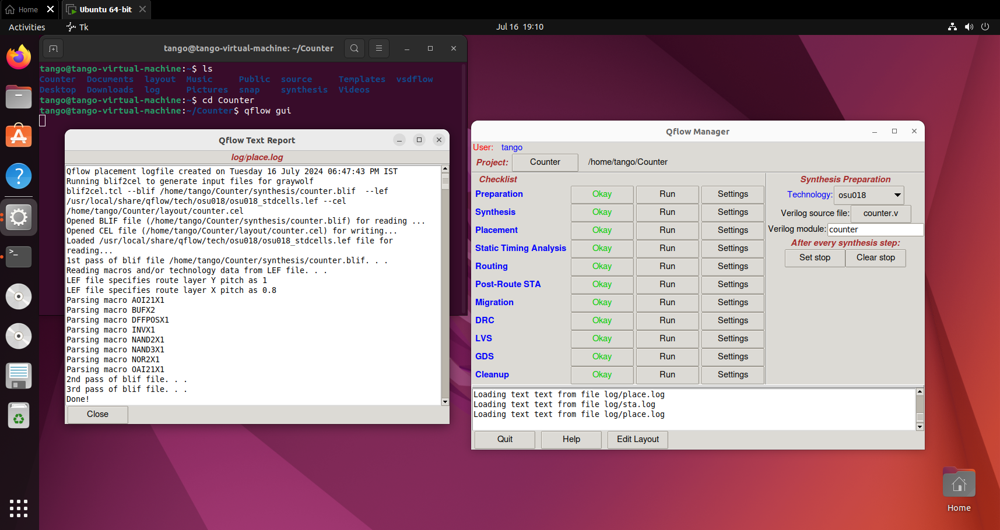 Home
Ubuntu 64-bit
Activities
Tk
Jul 16 19:10
tango@tango-virtual-machine: ~/Counter
tango@tango-virtual-machine:~$ ls
Counter Documents layout Music Public source Templates vsdflow
Desktop Downloads log Pictures snap synthesis Videos
tango@tango-virtual-machine:~$ cd Counter
tango@tango-virtual-machine:~/Counter$ qflow gui
Qflow Text Report
log/place.log
Qflow placement logfile created on Tuesday 16 July 2024 06:47:43 PM IST
Running blif2cel to generate input files for graywolf
blif2cel.tcl --blif /home/tango/Counter/synthesis/counter.blif --lef
/usr/local/share/qflow/tech/osu018/osu018_stdcells.lef --cel
/home/tango/Counter/layout/counter.cel
Opened BLIF file (/home/tango/Counter/synthesis/counter.blif) for reading ...
Opened CEL file (/home/tango/Counter/layout/counter.cel) for writing...
Loaded /usr/local/share/qflow/tech/osu018/osu018_stdcells.lef file for
reading...
1st pass of blif file /home/tango/Counter/synthesis/counter.blif. . .
Reading macros and/or technology data from LEF file. . .
LEF file specifies route layer Y pitch as 1
LEF file specifies route layer X pitch as 0.8
Parsing macro AOI21X1
Parsing macro BUFX2
Parsing macro DFFPOSX1
Parsing macro INVX1
Parsing macro NAND2X1
Parsing macro NAND3X1
Parsing macro NOR2X1
Parsing macro OAI21X1
2nd pass of blif file. . .
3rd pass of blif file. . .
Done!
Close
Qflow Manager
User: tango
Project: Counter /home/tango/Counter
Checklist
Preparation Okay Run Settings
Synthesis Okay Run Settings
Placement Okay Run Settings
Static Timing Analysis Okay Run Settings
Routing Okay Run Settings
Post-Route STA Okay Run Settings
Migration Okay Run Settings
DRC Okay Run Settings
LVS Okay Run Settings
GDS Okay Run Settings
Cleanup Okay Run Settings
Synthesis Preparation
Technology: osu018
Verilog source file: counter.v
Verilog module: counter
After every synthesis step:
Set stop Clear stop
Loading text text from file log/place.log
Loading text text from file log/sta.log
Loading text text from file log/place.log
Quit Help Edit Layout
Home